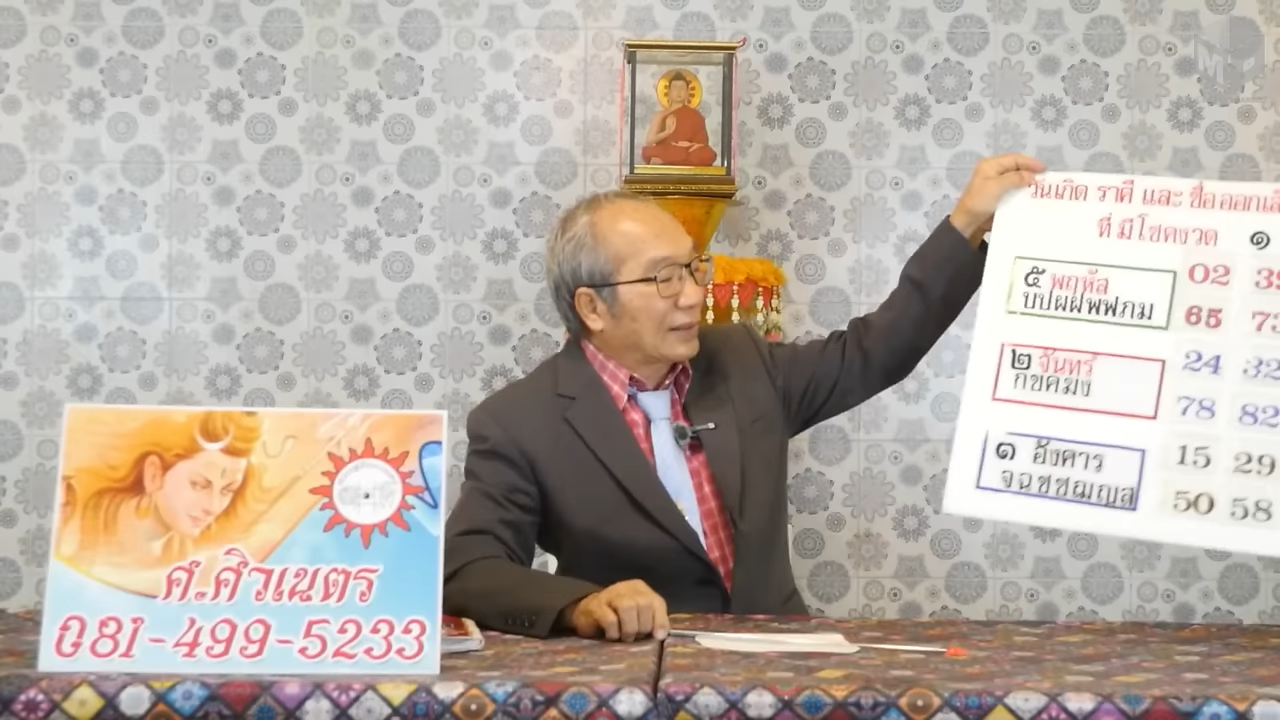 วันเกิด ราศี และ ชื่อออกเสี
ที่ มีโชคงวด ๑
๕ พฤหัส
บปผฝพฟภม
02 39
65 73
๒ จันทร์
กขคฆง
24 32
78 82
๑ อังคาร
จฉชซฌญส
15 29
50 58
ศ.ศิวเนตร
081-499-5233